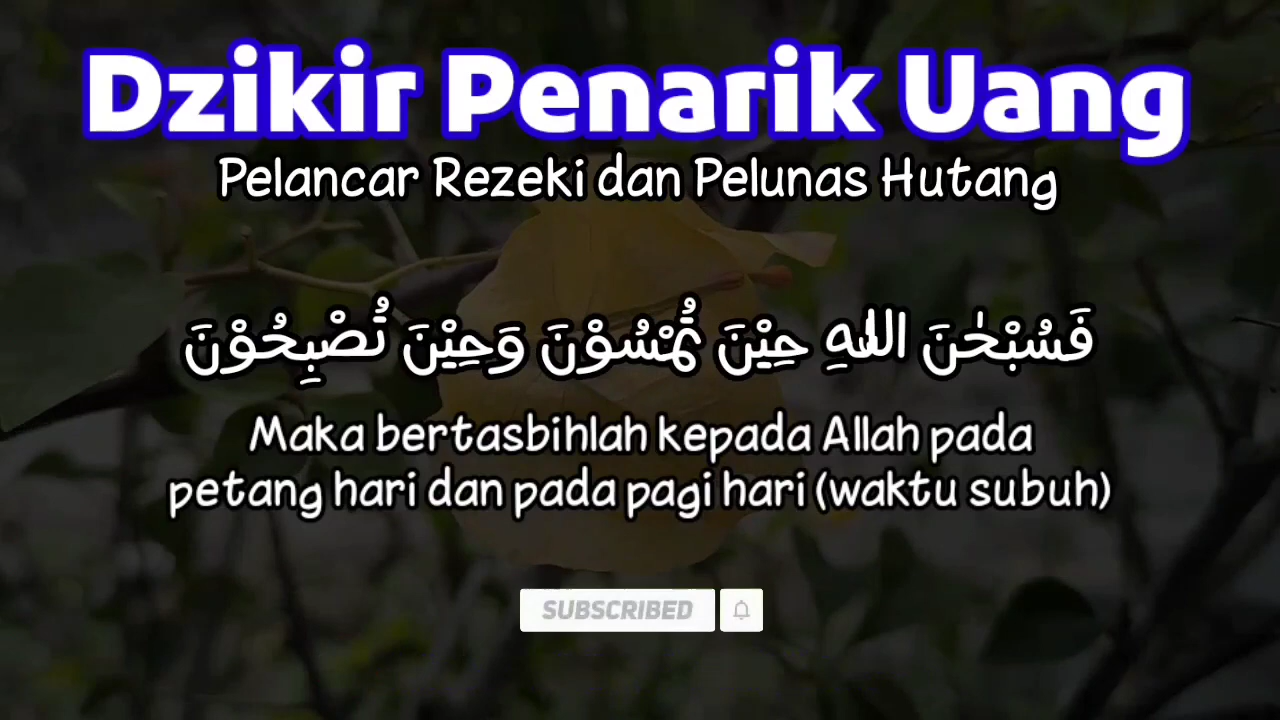 Dzikir Penarik Uang
Pelancar Rezeki dan Pelunas Hutang
فَسُبْحٰنَ اللّٰهِ حِيْنَ تُمْسُوْنَ وَحِيْنَ تُصْبِحُوْنَ
Maka bertasbihlah kepada Allah pada
petang hari dan pada pagi hari (waktu subuh)
SUBSCRIBED